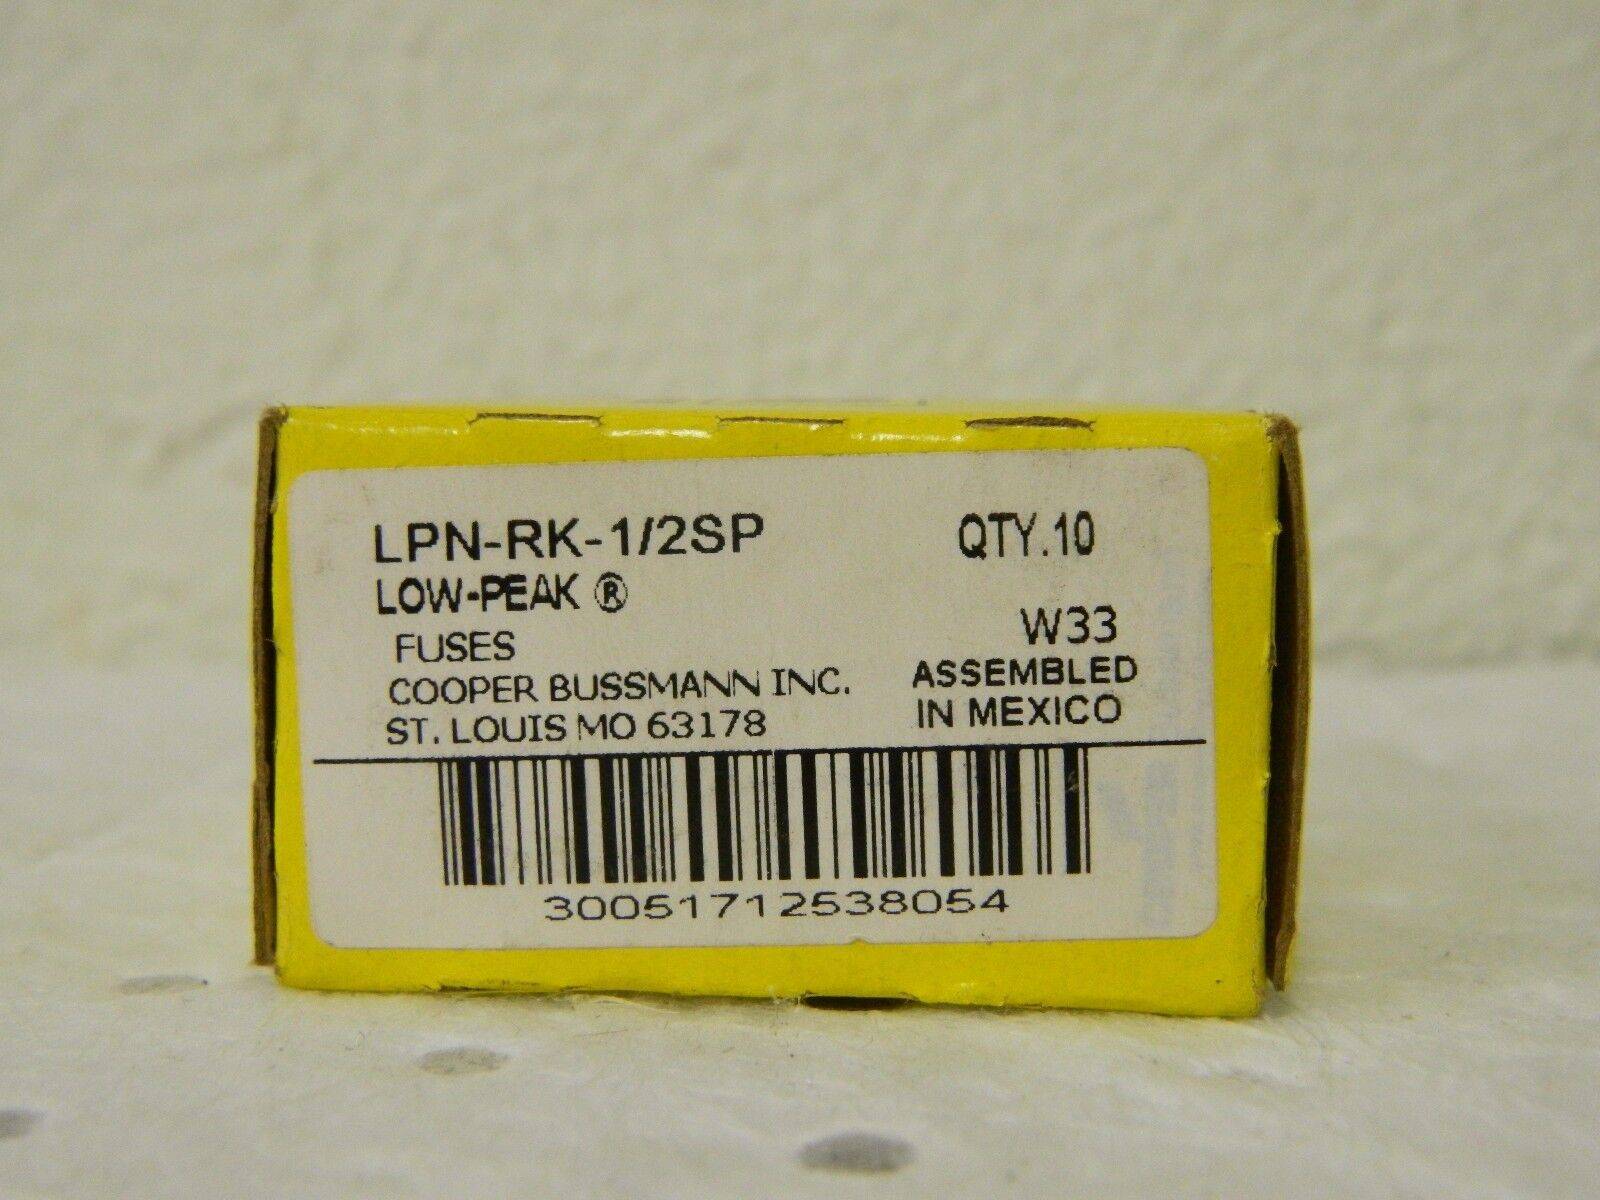 LPN-RK-1/2SP QTY.10
LOW-PEAK ®
FUSES W33
COOPER BUSSMANN INC. ASSEMBLED
ST. LOUIS MO 63178 IN MEXICO
30051712538054